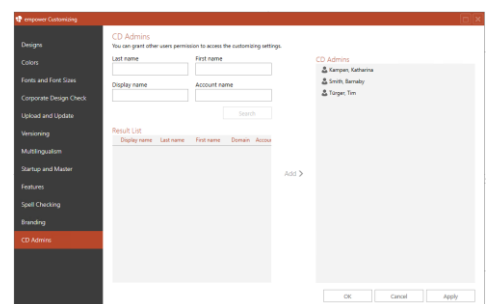 empower Customizing
Designs
Colors
Fonts and Font Sizes
Corporate Design Check
Upload and Update
Versioning
Multilingualism
Startup and Master
Features
Spell Checking
Branding
CD Admins
CD Admins
You can grant other users permission to access the customizing settings.
Last name First name
Display name Account name
Search
Result List
Display name Last name First name Domain Accou
Add
CD Admins
Kampen, Katherina
Smith, Barnaby
Türger, Tim
OK Cancel Apply